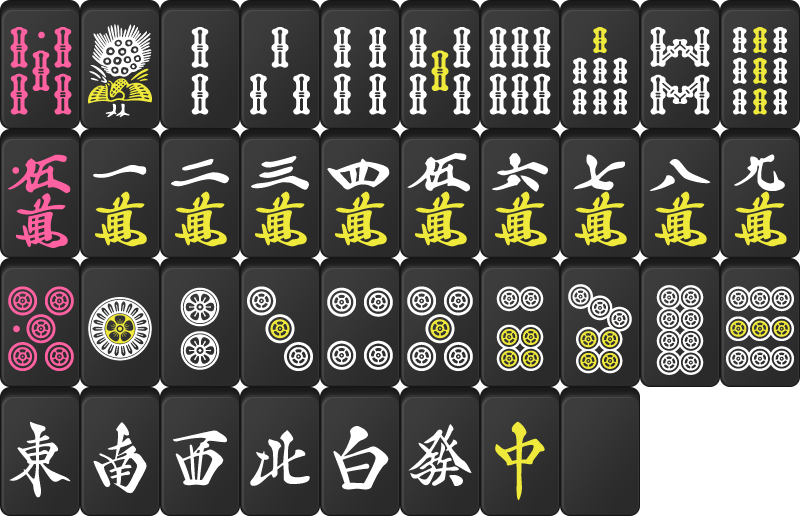 伍 一 二 三 四 伍 六 七 八 九
萬 萬 萬 萬 萬 萬 萬 萬 萬 萬
東 南 西 北 白 發 中